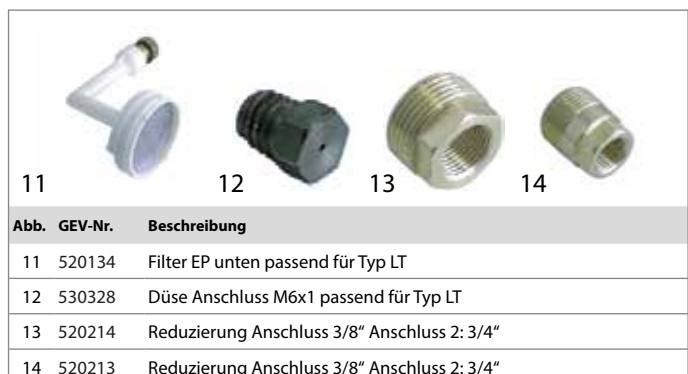 11 12 13 14
Abb. GEV-Nr. Beschreibung
11 520134 Filter EP unten passend für Typ LT
12 530328 Düse Anschluss M6x1 passend für Typ LT
13 520214 Reduzierung Anschluss 3/8“ Anschluss 2: 3/4“
14 520213 Reduzierung Anschluss 3/8“ Anschluss 2: 3/4“